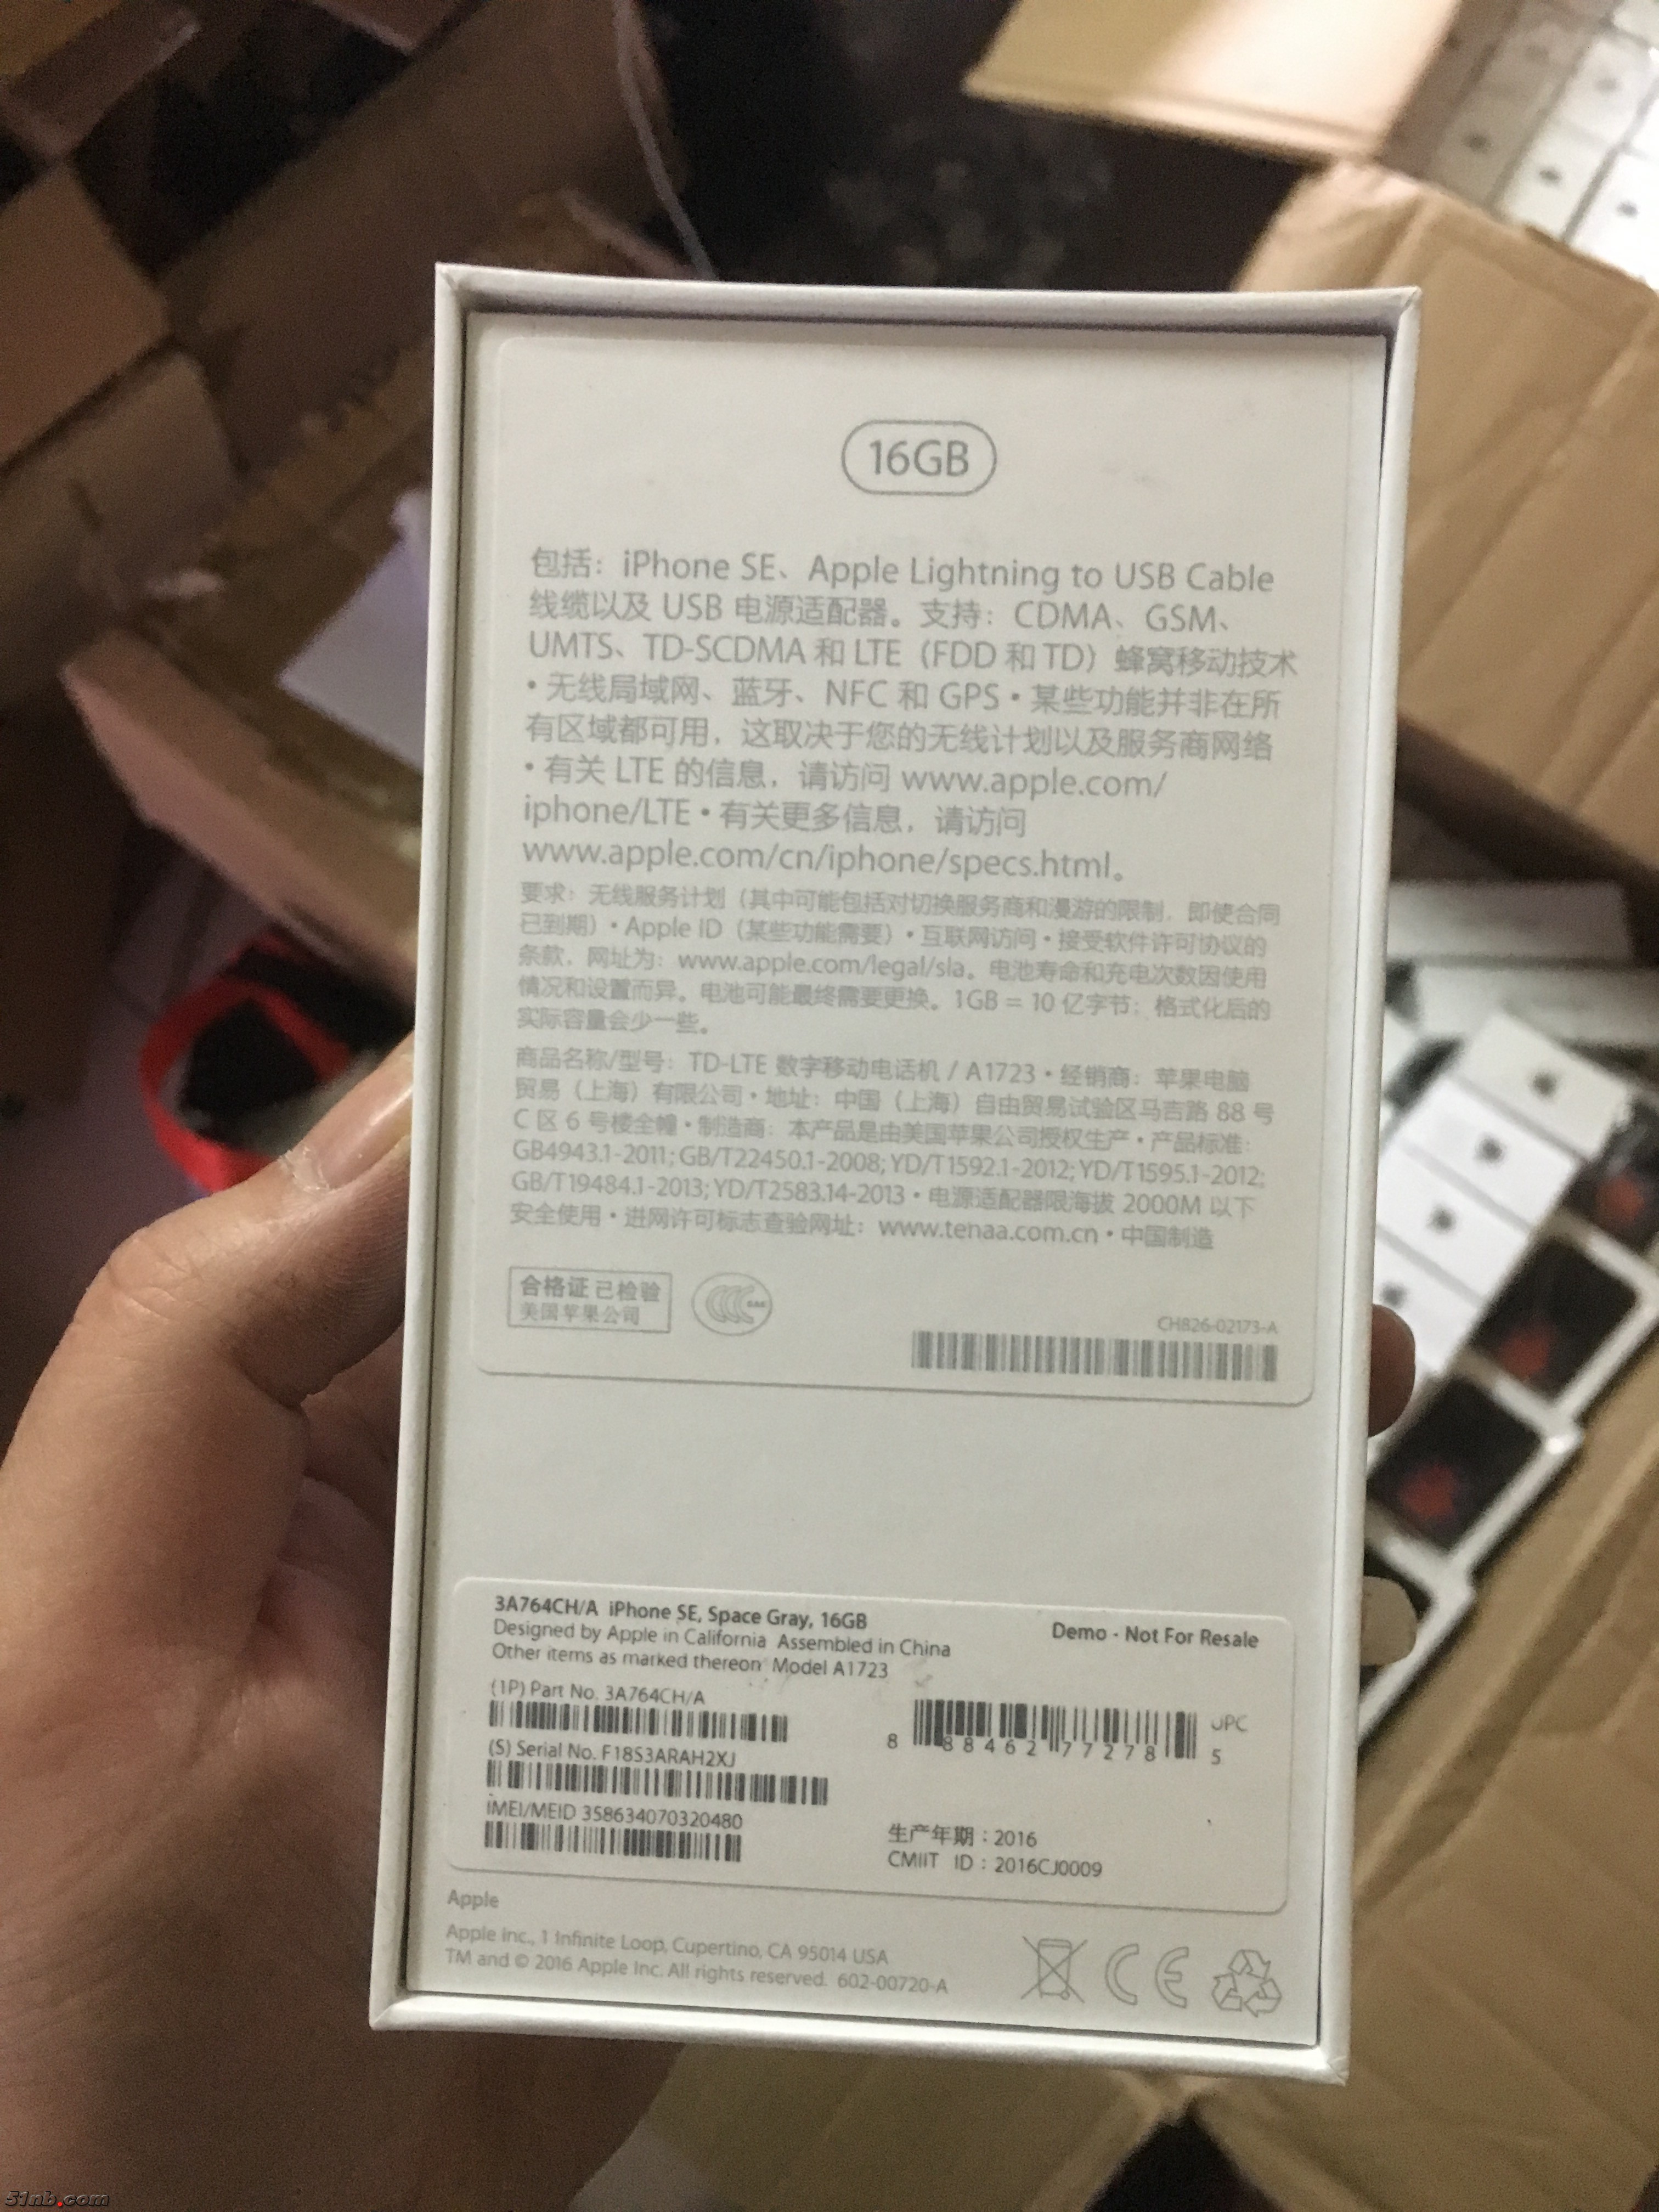 16GB
包括：iPhone SE、Apple Lightning to USB Cable
线缆以及 USB 电源适配器。支持：CDMA、GSM、
UMTS、TD-SCDMA 和 LTE（FDD 和 TD）蜂窝移动技术
• 无线局域网、蓝牙、NFC 和 GPS • 某些功能并非在所
有区域都可用，这取决于您的无线计划以及服务商网络
• 有关 LTE 的信息，请访问 www.apple.com/
iphone/LTE • 有关更多信息，请访问
www.apple.com/cn/iphone/specs.html。
要求：无线服务计划（其中可能包括对切换服务商和漫游的限制，即使合同
已到期）• Apple ID（某些功能需要）• 互联网访问 • 接受软件许可协议的
条款，网址为：www.apple.com/legal/sla。电池寿命和充电次数因使用
情况和设置而异。电池可能最终需要更换。1GB = 10 亿字节；格式化后的
实际容量会少一些。
商品名称/型号：TD-LTE 数字移动电话机 / A1723 • 经销商：苹果电脑
贸易（上海）有限公司 • 地址：中国（上海）自由贸易试验区马吉路 88 号
C 区 6 号楼全幢 • 制造商：本产品是由美国苹果公司授权生产 • 产品标准：
GB4943.1-2011; GB/T22450.1-2008; YD/T1592.1-2012; YD/T1595.1-2012;
GB/T19484.1-2013; YD/T2583.14-2013 • 电源适配器限海拔 2000M 以下
安全使用 • 进网许可标志查验网址：www.tenaa.com.cn • 中国制造
合格证 已检验
美国苹果公司
CH826-02173-A
3A764CH/A iPhone SE, Space Gray, 16GB
Designed by Apple in California Assembled in China
Other items as marked thereon Model A1723
Demo - Not For Resale
(1P) Part No. 3A764CH/A
(S) Serial No. F18S3ARAH2XJ
IMEI/MEID 358634070320480
UPC
8 88462 77278 5
生产年期：2016
CMIIT ID：2016CJ0009
Apple
Apple Inc., 1 Infinite Loop, Cupertino, CA 95014 USA
TM and © 2016 Apple Inc. All rights reserved. 602-00720-A
51nb.com